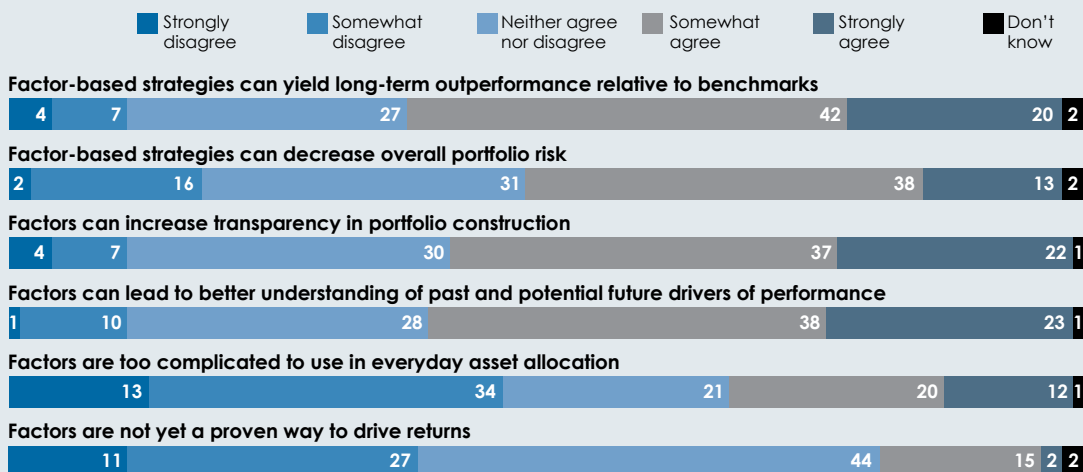 Strongly disagree
Somewhat disagree
Neither agree nor disagree
Somewhat agree
Strongly agree
Don't know
Factor-based strategies can yield long-term outperformance relative to benchmarks
4 7 27 42 20 2
Factor-based strategies can decrease overall portfolio risk
2 16 31 38 13 2
Factors can increase transparency in portfolio construction
4 7 30 37 22 1
Factors can lead to better understanding of past and potential future drivers of performance
1 10 28 38 23 1
Factors are too complicated to use in everyday asset allocation
13 34 21 20 12 1
Factors are not yet a proven way to drive returns
11 27 44 15 2 2